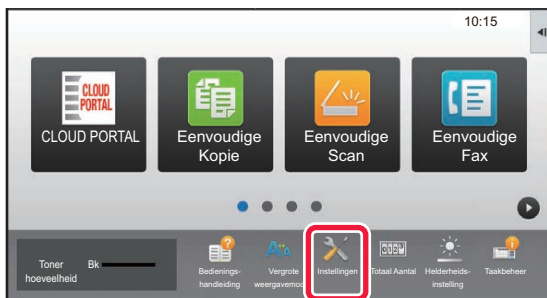 10:15
CLOUD
PORTAL
CLOUD PORTAL
Eenvoudige
Kopie
Eenvoudige
Scan
Eenvoudige
Fax
Toner
hoeveelheid
Bk
Bedienings-
handleiding
Vergrote
weergavemod
Instellingen
Totaal Aantal
Helderheids-
instelling
Taakbeheer